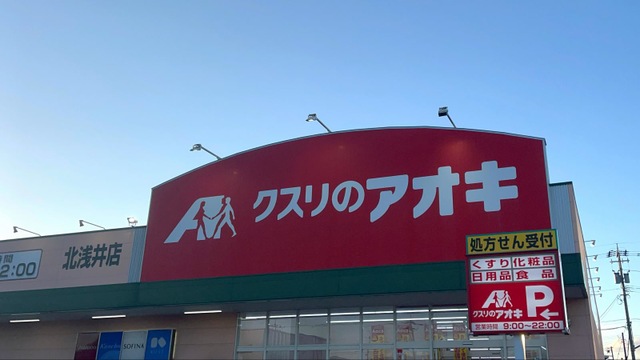 クスリのアオキ
北浅井店
間
2:00
処方せん受付
くすり 化粧品
日用品 食品
クスリのアオキ
P
営業時間 9:00~22:00
SOFINA